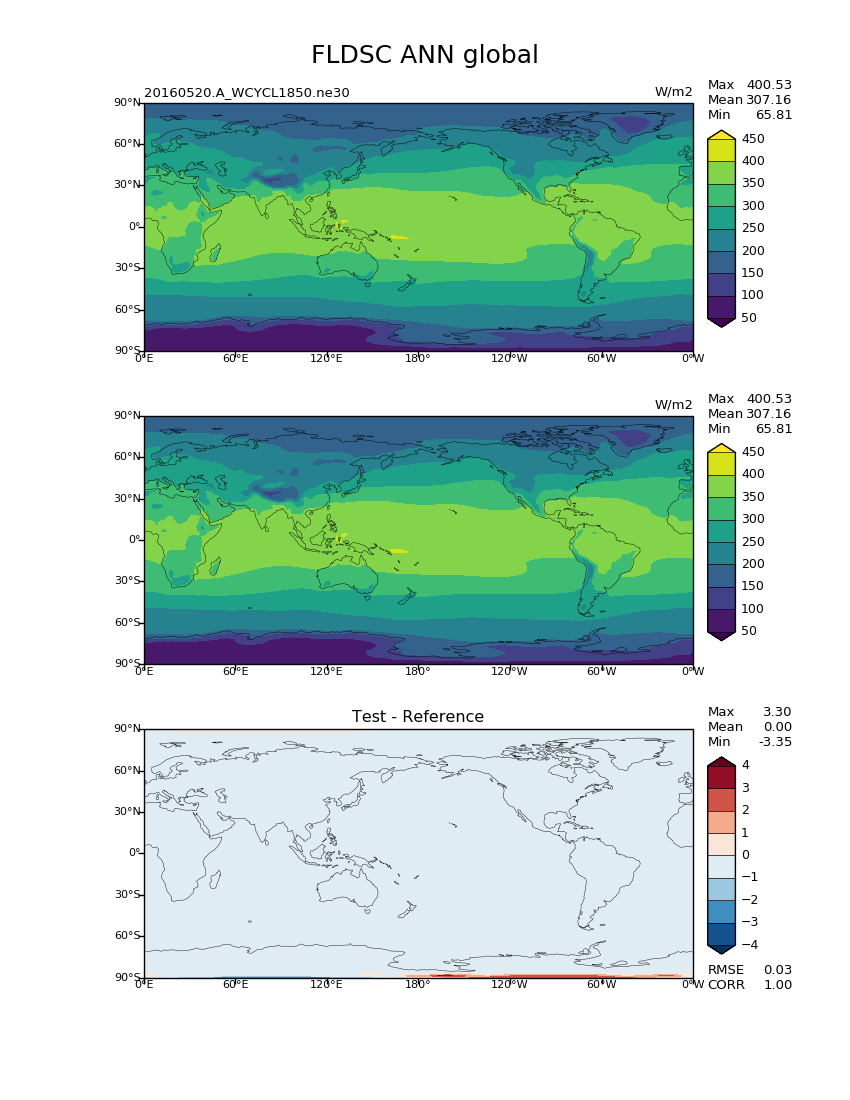 FLDSC ANN global
20160520.A_WCYCL1850.ne30
W/m2
Max 400.53
Mean 307.16
Min 65.81
90°N
60°N
30°N
0°
30°S
60°S
90°S
0°E 60°E 120°E 180° 120°W 60°W 0°W
450
400
350
300
250
200
150
100
50
W/m2
Max 400.53
Mean 307.16
Min 65.81
90°N
60°N
30°N
0°
30°S
60°S
90°S
0°E 60°E 120°E 180° 120°W 60°W 0°W
450
400
350
300
250
200
150
100
50
Test - Reference
Max 3.30
Mean 0.00
Min -3.35
90°N
60°N
30°N
0°
30°S
60°S
90°S
0°E 60°E 120°E 180° 120°W 60°W 0°W
4
3
2
1
0
−1
−2
−3
−4
RMSE 0.03
CORR 1.00